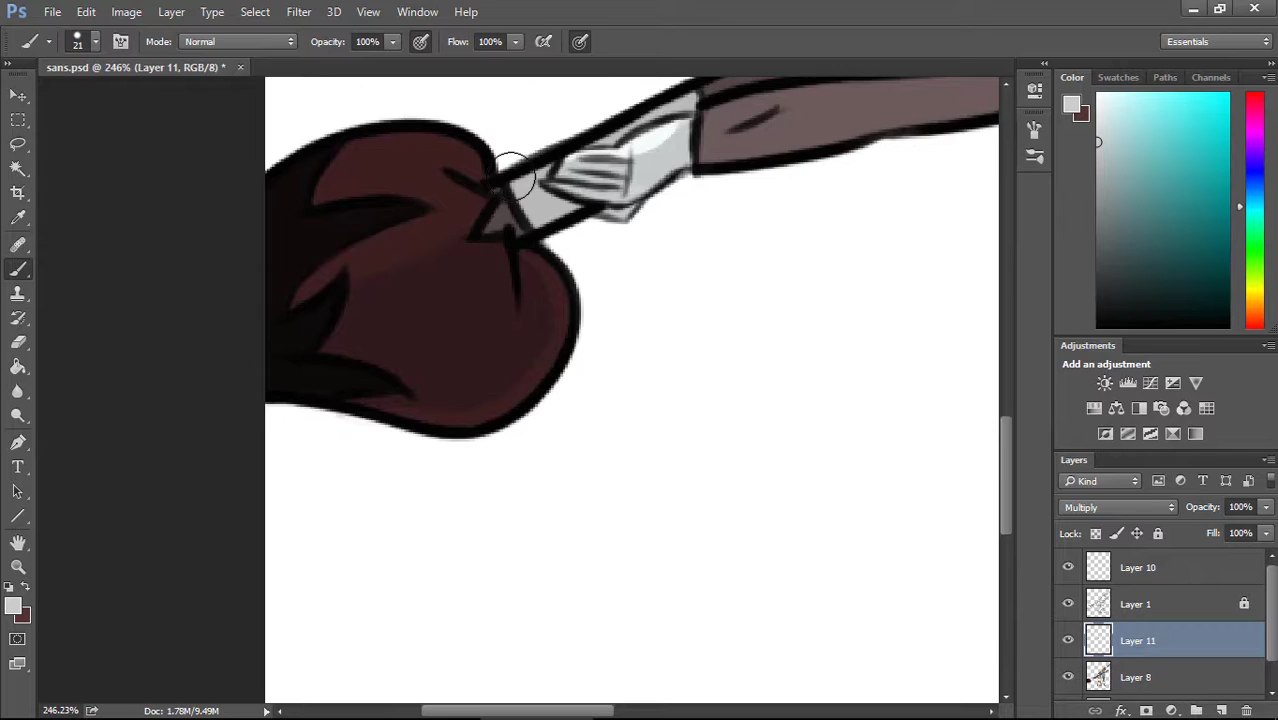 Ps File Edit Image Layer Type Select Filter 3D View Window Help
21 Mode: Normal Opacity: 100% Flow: 100% Essentials
sans.psd @ 246% (Layer 11, RGB/8) * ×
Color Swatches Paths Channels
Adjustments
Add an adjustment
Layers
Kind
Multiply Opacity: 100%
Lock: Fill: 100%
Layer 10
Layer 1
Layer 11
Layer 8
246.23% Doc: 1.78M/9.49M